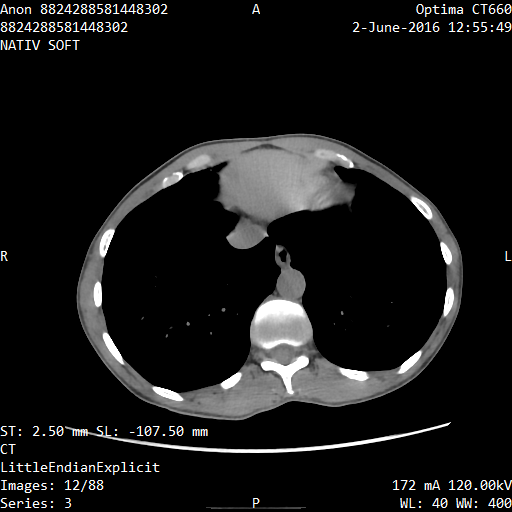 Anon 8824288581448302
A
Optima CT660
8824288581448302
2-June-2016 12:55:49
NATIV SOFT
R
L
ST: 2.50 mm SL: -107.50 mm
CT
LittleEndianExplicit
Images: 12/88
172 mA 120.00kV
Series: 3
P
WL: 40 WW: 400